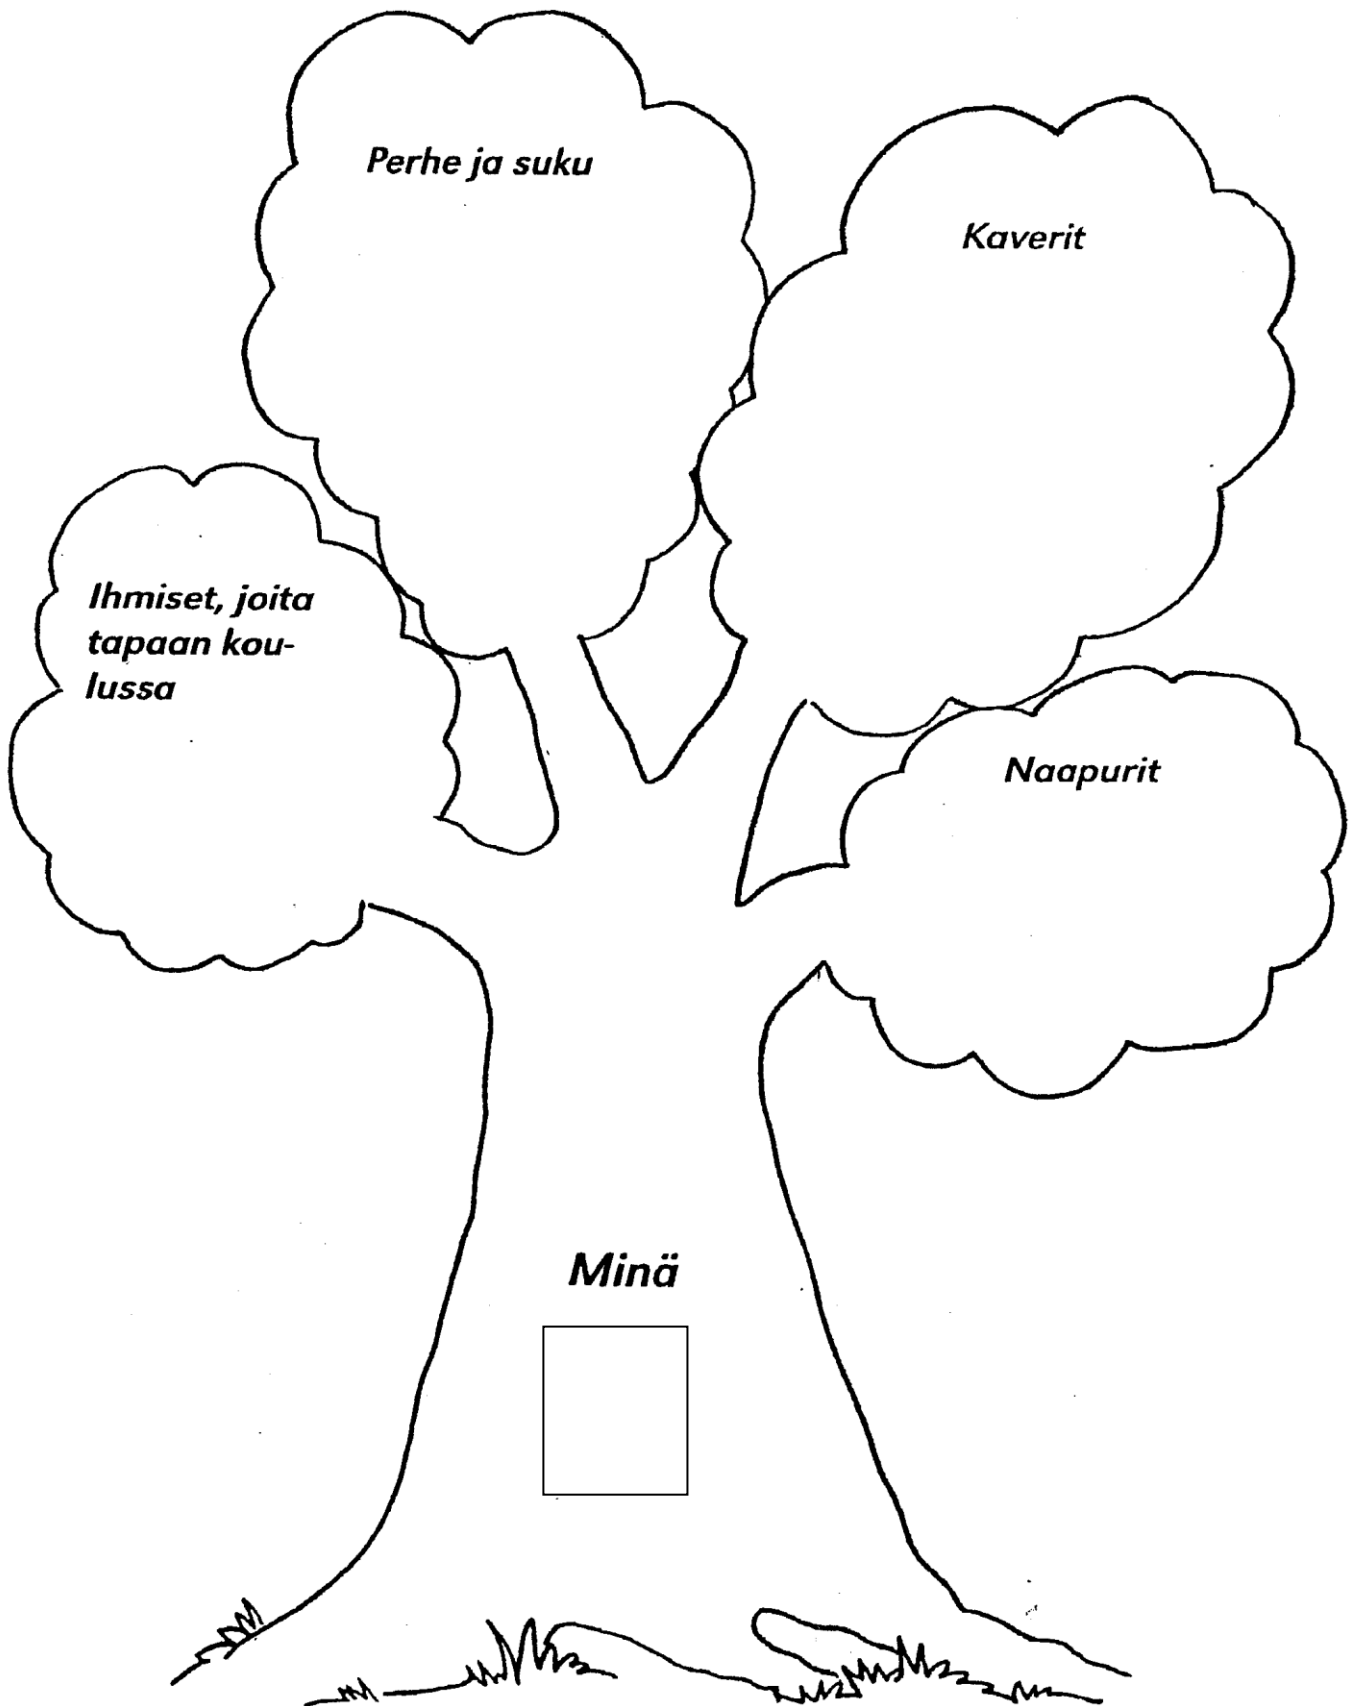 Perhe ja suku
Kaverit
Ihmiset, joita
tapaan kou-
lussa
Naapurit
Minä